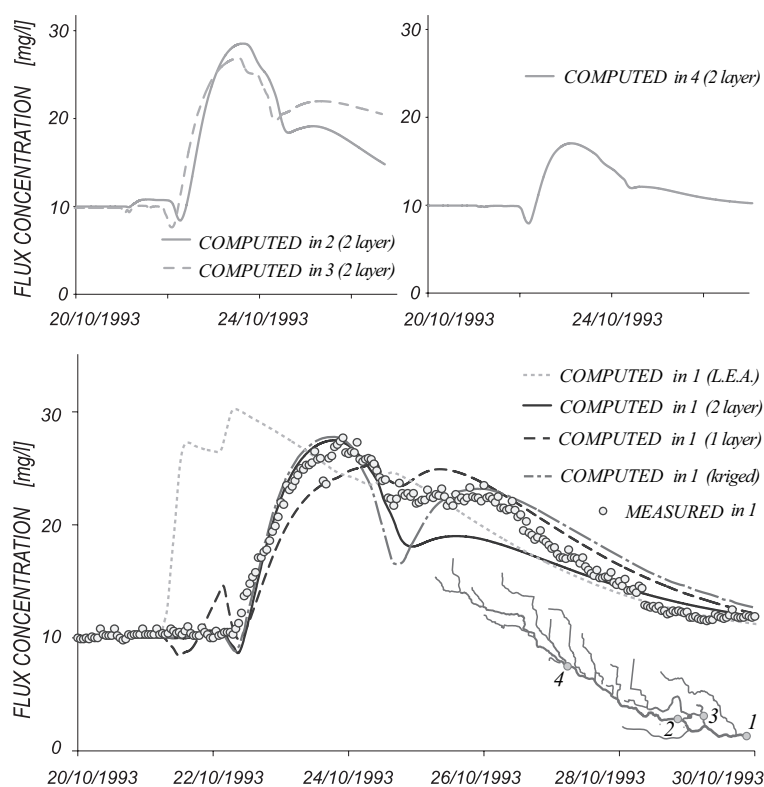 30
20
10
0
FLUX CONCENTRATION [mg/l]
COMPUTED in 2 (2 layer)
COMPUTED in 3 (2 layer)
20/10/1993
24/10/1993
30
20
10
0
COMPUTED in 4 (2 layer)
20/10/1993
24/10/1993
30
20
10
0
FLUX CONCENTRATION [mg/l]
COMPUTED in 1 (L.E.A.)
COMPUTED in 1 (2 layer)
COMPUTED in 1 (1 layer)
COMPUTED in 1 (kriged)
MEASURED in 1
4
2
3
1
20/10/1993
22/10/1993
24/10/1993
26/10/1993
28/10/1993
30/10/1993